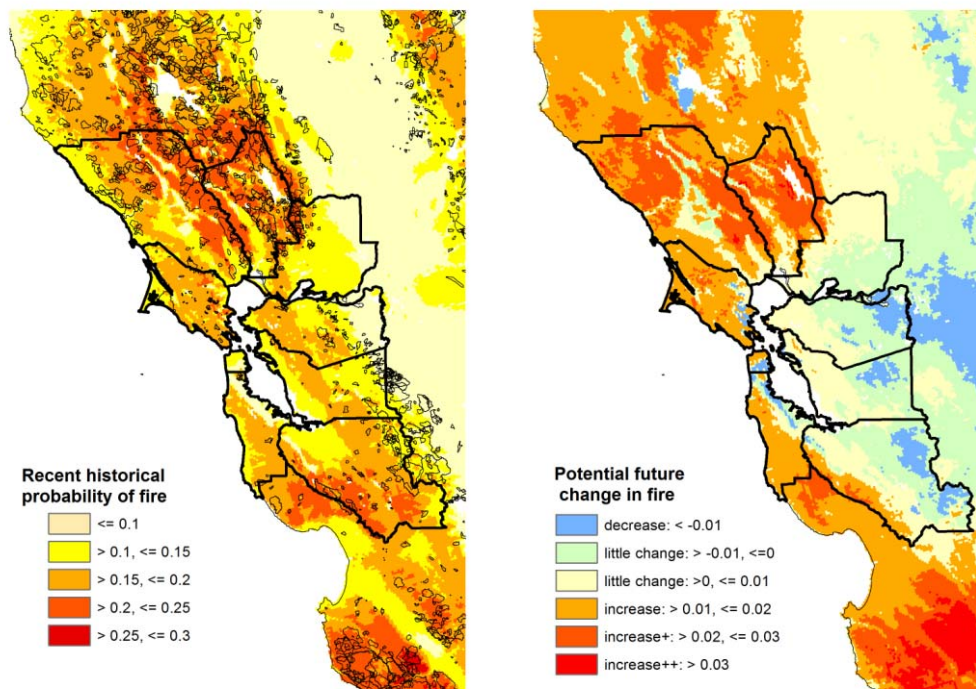 Recent historical
probability of fire
<= 0.1
> 0.1, <= 0.15
> 0.15, <= 0.2
> 0.2, <= 0.25
> 0.25, <= 0.3
Potential future
change in fire
decrease: < -0.01
little change: > -0.01, <=0
little change: >0, <= 0.01
increase: > 0.01, <= 0.02
increase+: > 0.02, <= 0.03
increase++: > 0.03